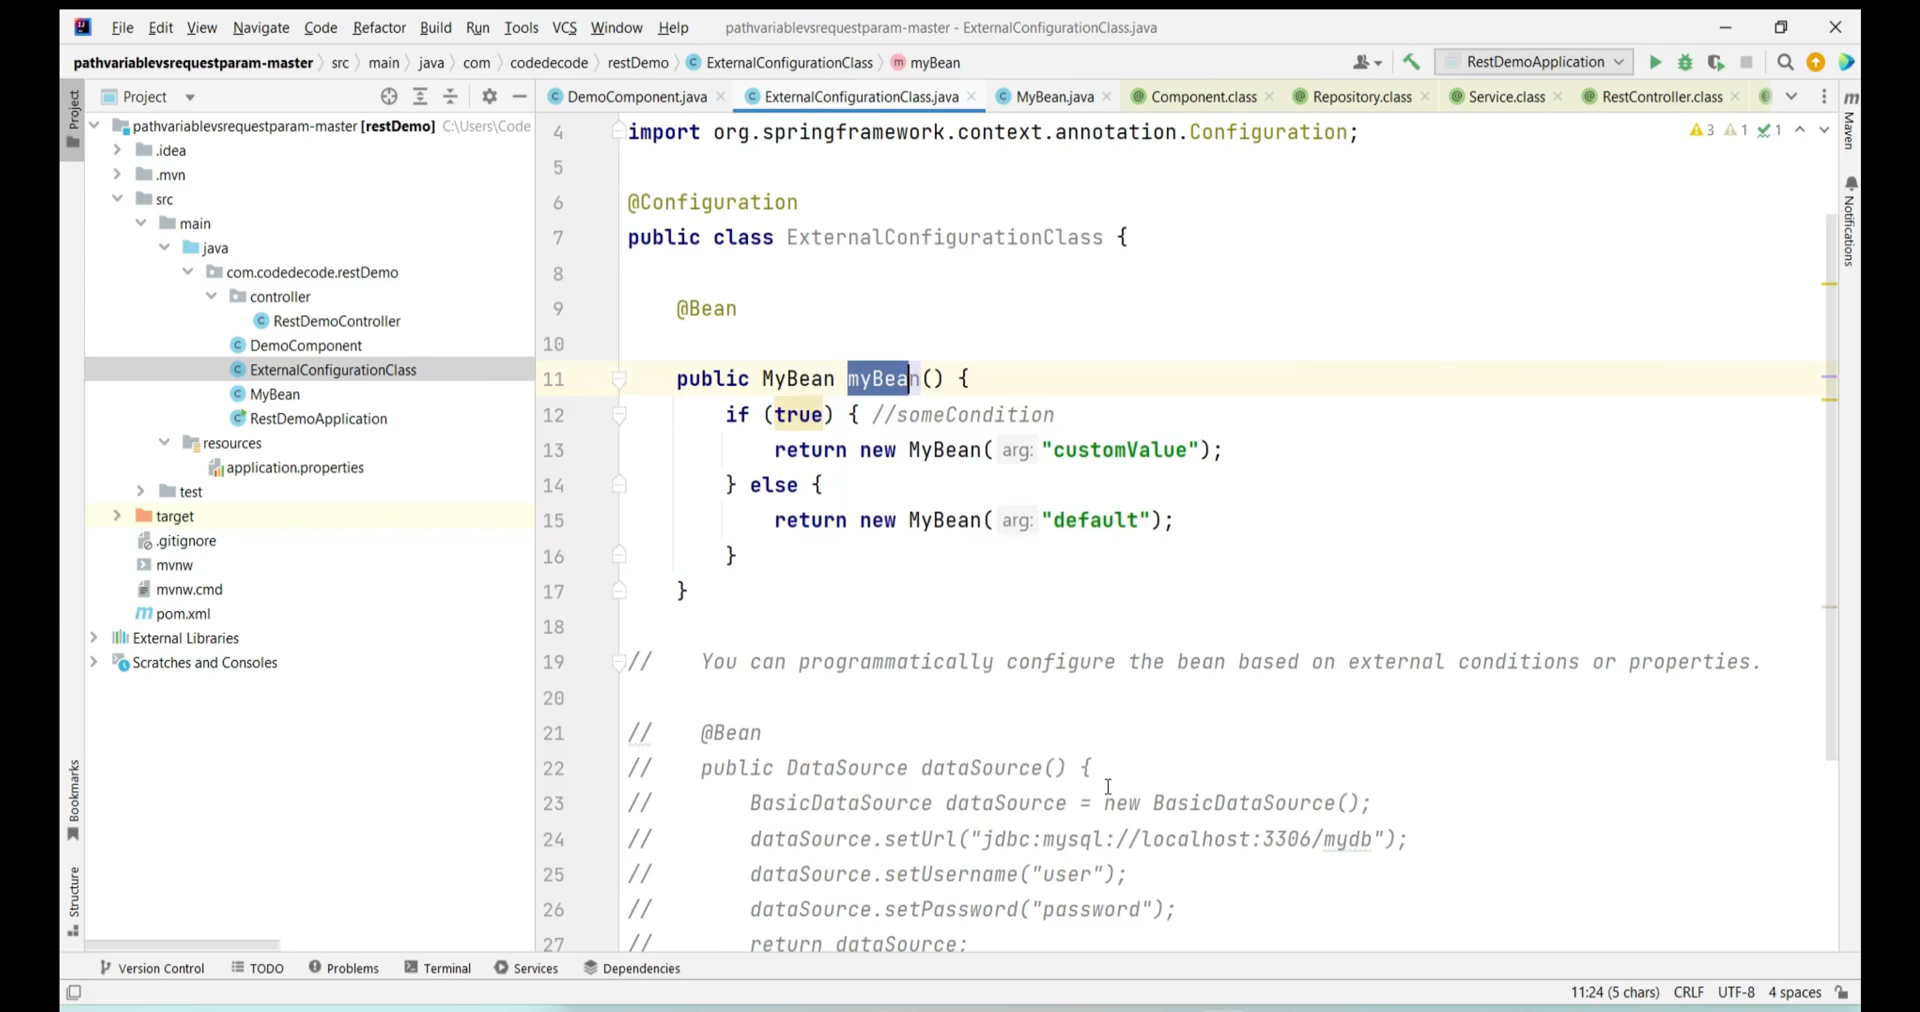 File Edit View Navigate Code Refactor Build Run Tools VCS Window Help pathvariablevsrequestparam-master - ExternalConfigurationClass.java
pathvariablevsrequestparam-master src main java com codedecode restDemo ExternalConfigurationClass myBean RestDemoApplication
Project
DemoComponent.java ExternalConfigurationClass.java MyBean.java Component.class Repository.class Service.class RestController.class
pathvariablevsrequestparam-master [restDemo] C:\Users\Code
.idea
.mvn
src
main
java
com.codedecode.restDemo
controller
RestDemoController
DemoComponent
ExternalConfigurationClass
MyBean
RestDemoApplication
resources
application.properties
test
target
.gitignore
mvnw
mvnw.cmd
pom.xml
External Libraries
Scratches and Consoles
4 import org.springframework.context.annotation.Configuration;
5
6 @Configuration
7 public class ExternalConfigurationClass {
8
9 @Bean
10
11 public MyBean myBean() {
12 if (true) { //someCondition
13 return new MyBean( arg: "customValue");
14 } else {
15 return new MyBean( arg: "default");
16 }
17 }
18
19 // You can programmatically configure the bean based on external conditions or properties.
20
21 // @Bean
22 // public DataSource dataSource() {
23 // BasicDataSource dataSource = new BasicDataSource();
24 // dataSource.setUrl("jdbc:mysql://localhost:3306/mydb");
25 // dataSource.setUsername("user");
26 // dataSource.setPassword("password");
27 // return dataSource;
3 1 1
Project
Bookmarks
Structure
m
Maven
Notifications
Version Control TODO Problems Terminal Services Dependencies
11:24 (5 chars) CRLF UTF-8 4 spaces